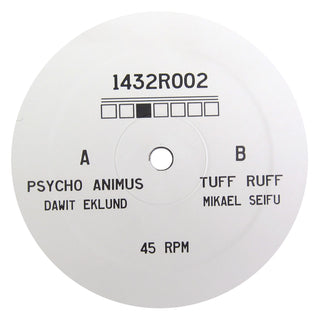 1432R002
A
B
PSYCHO ANIMUS
TUFF RUFF
DAWIT EKLUND
MIKAEL SEIFU
45 RPM